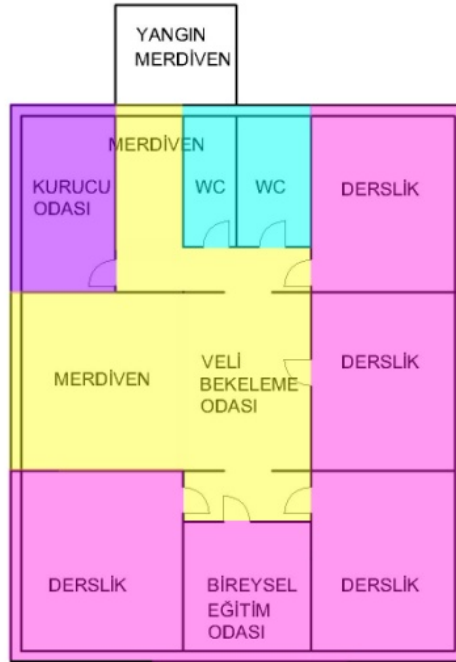 YANGIN
MERDİVEN
MERDİVEN
KURUCU
ODASI
WC
WC
DERSLİK
MERDİVEN
VELİ
BEKELEME
ODASI
DERSLİK
DERSLİK
BİREYSEL
EĞİTİM
ODASI
DERSLİK